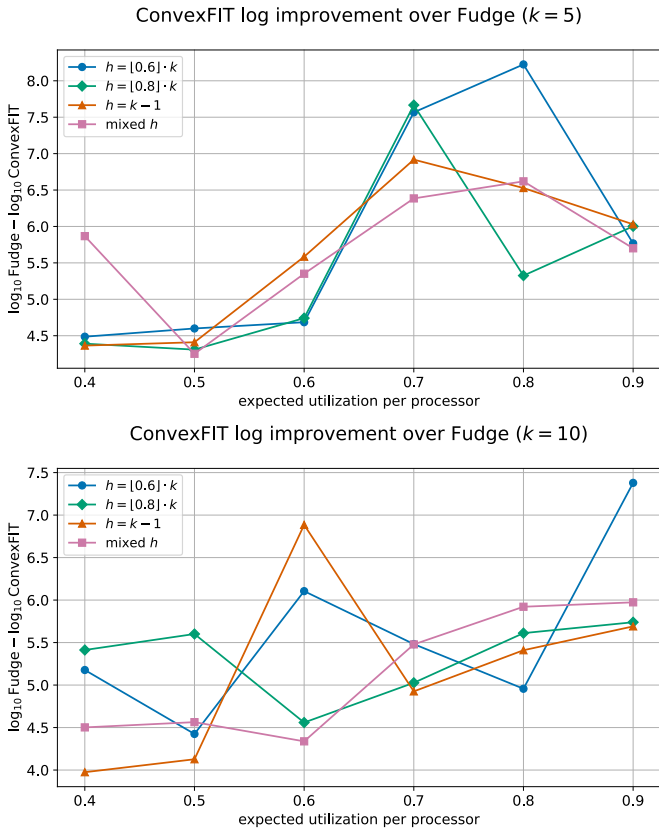 ConvexFIT log improvement over Fudge (k = 5)
h = ⌊0.6⌋ · k
h = ⌊0.8⌋ · k
h = k − 1
mixed h
8.0
7.5
7.0
6.5
6.0
5.5
5.0
4.5
log₁₀ Fudge − log₁₀ ConvexFIT
0.4 0.5 0.6 0.7 0.8 0.9
expected utilization per processor
ConvexFIT log improvement over Fudge (k = 10)
h = ⌊0.6⌋ · k
h = ⌊0.8⌋ · k
h = k − 1
mixed h
7.5
7.0
6.5
6.0
5.5
5.0
4.5
4.0
log₁₀ Fudge − log₁₀ ConvexFIT
0.4 0.5 0.6 0.7 0.8 0.9
expected utilization per processor